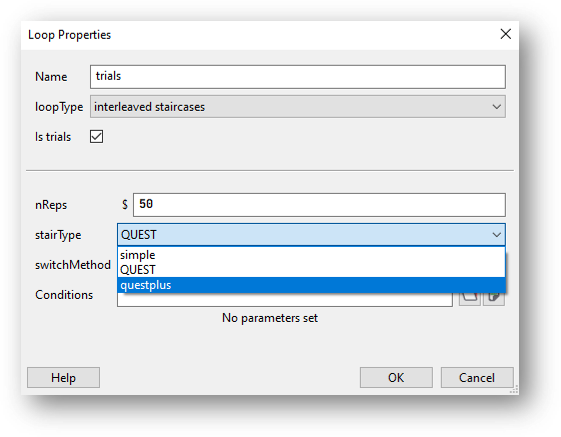 Loop Properties
Name trials
loopType interleaved staircases
Is trials
nReps $ 50
stairType QUEST
simple
switchMethod QUEST
questplus
Conditions
No parameters set
Help OK Cancel